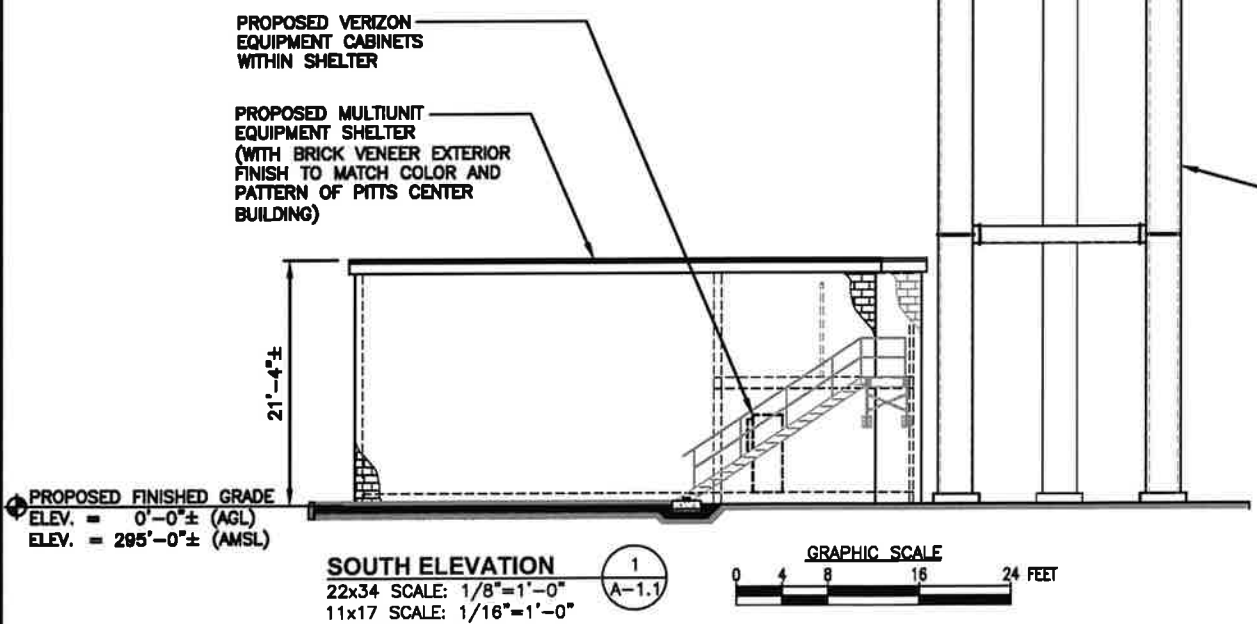 PROPOSED VERIZON
EQUIPMENT CABINETS
WITHIN SHELTER
PROPOSED MULTIUNIT
EQUIPMENT SHELTER
(WITH BRICK VENEER EXTERIOR
FINISH TO MATCH COLOR AND
PATTERN OF PITTS CENTER
BUILDING)
21'-4"±
PROPOSED FINISHED GRADE
ELEV. = 0'-0"± (AGL)
ELEV. = 295'-0"± (AMSL)
SOUTH ELEVATION
22x34 SCALE: 1/8"=1'-0"
11x17 SCALE: 1/16"=1'-0"
1
A-1.1
GRAPHIC SCALE
0 4 8 16 24 FEET